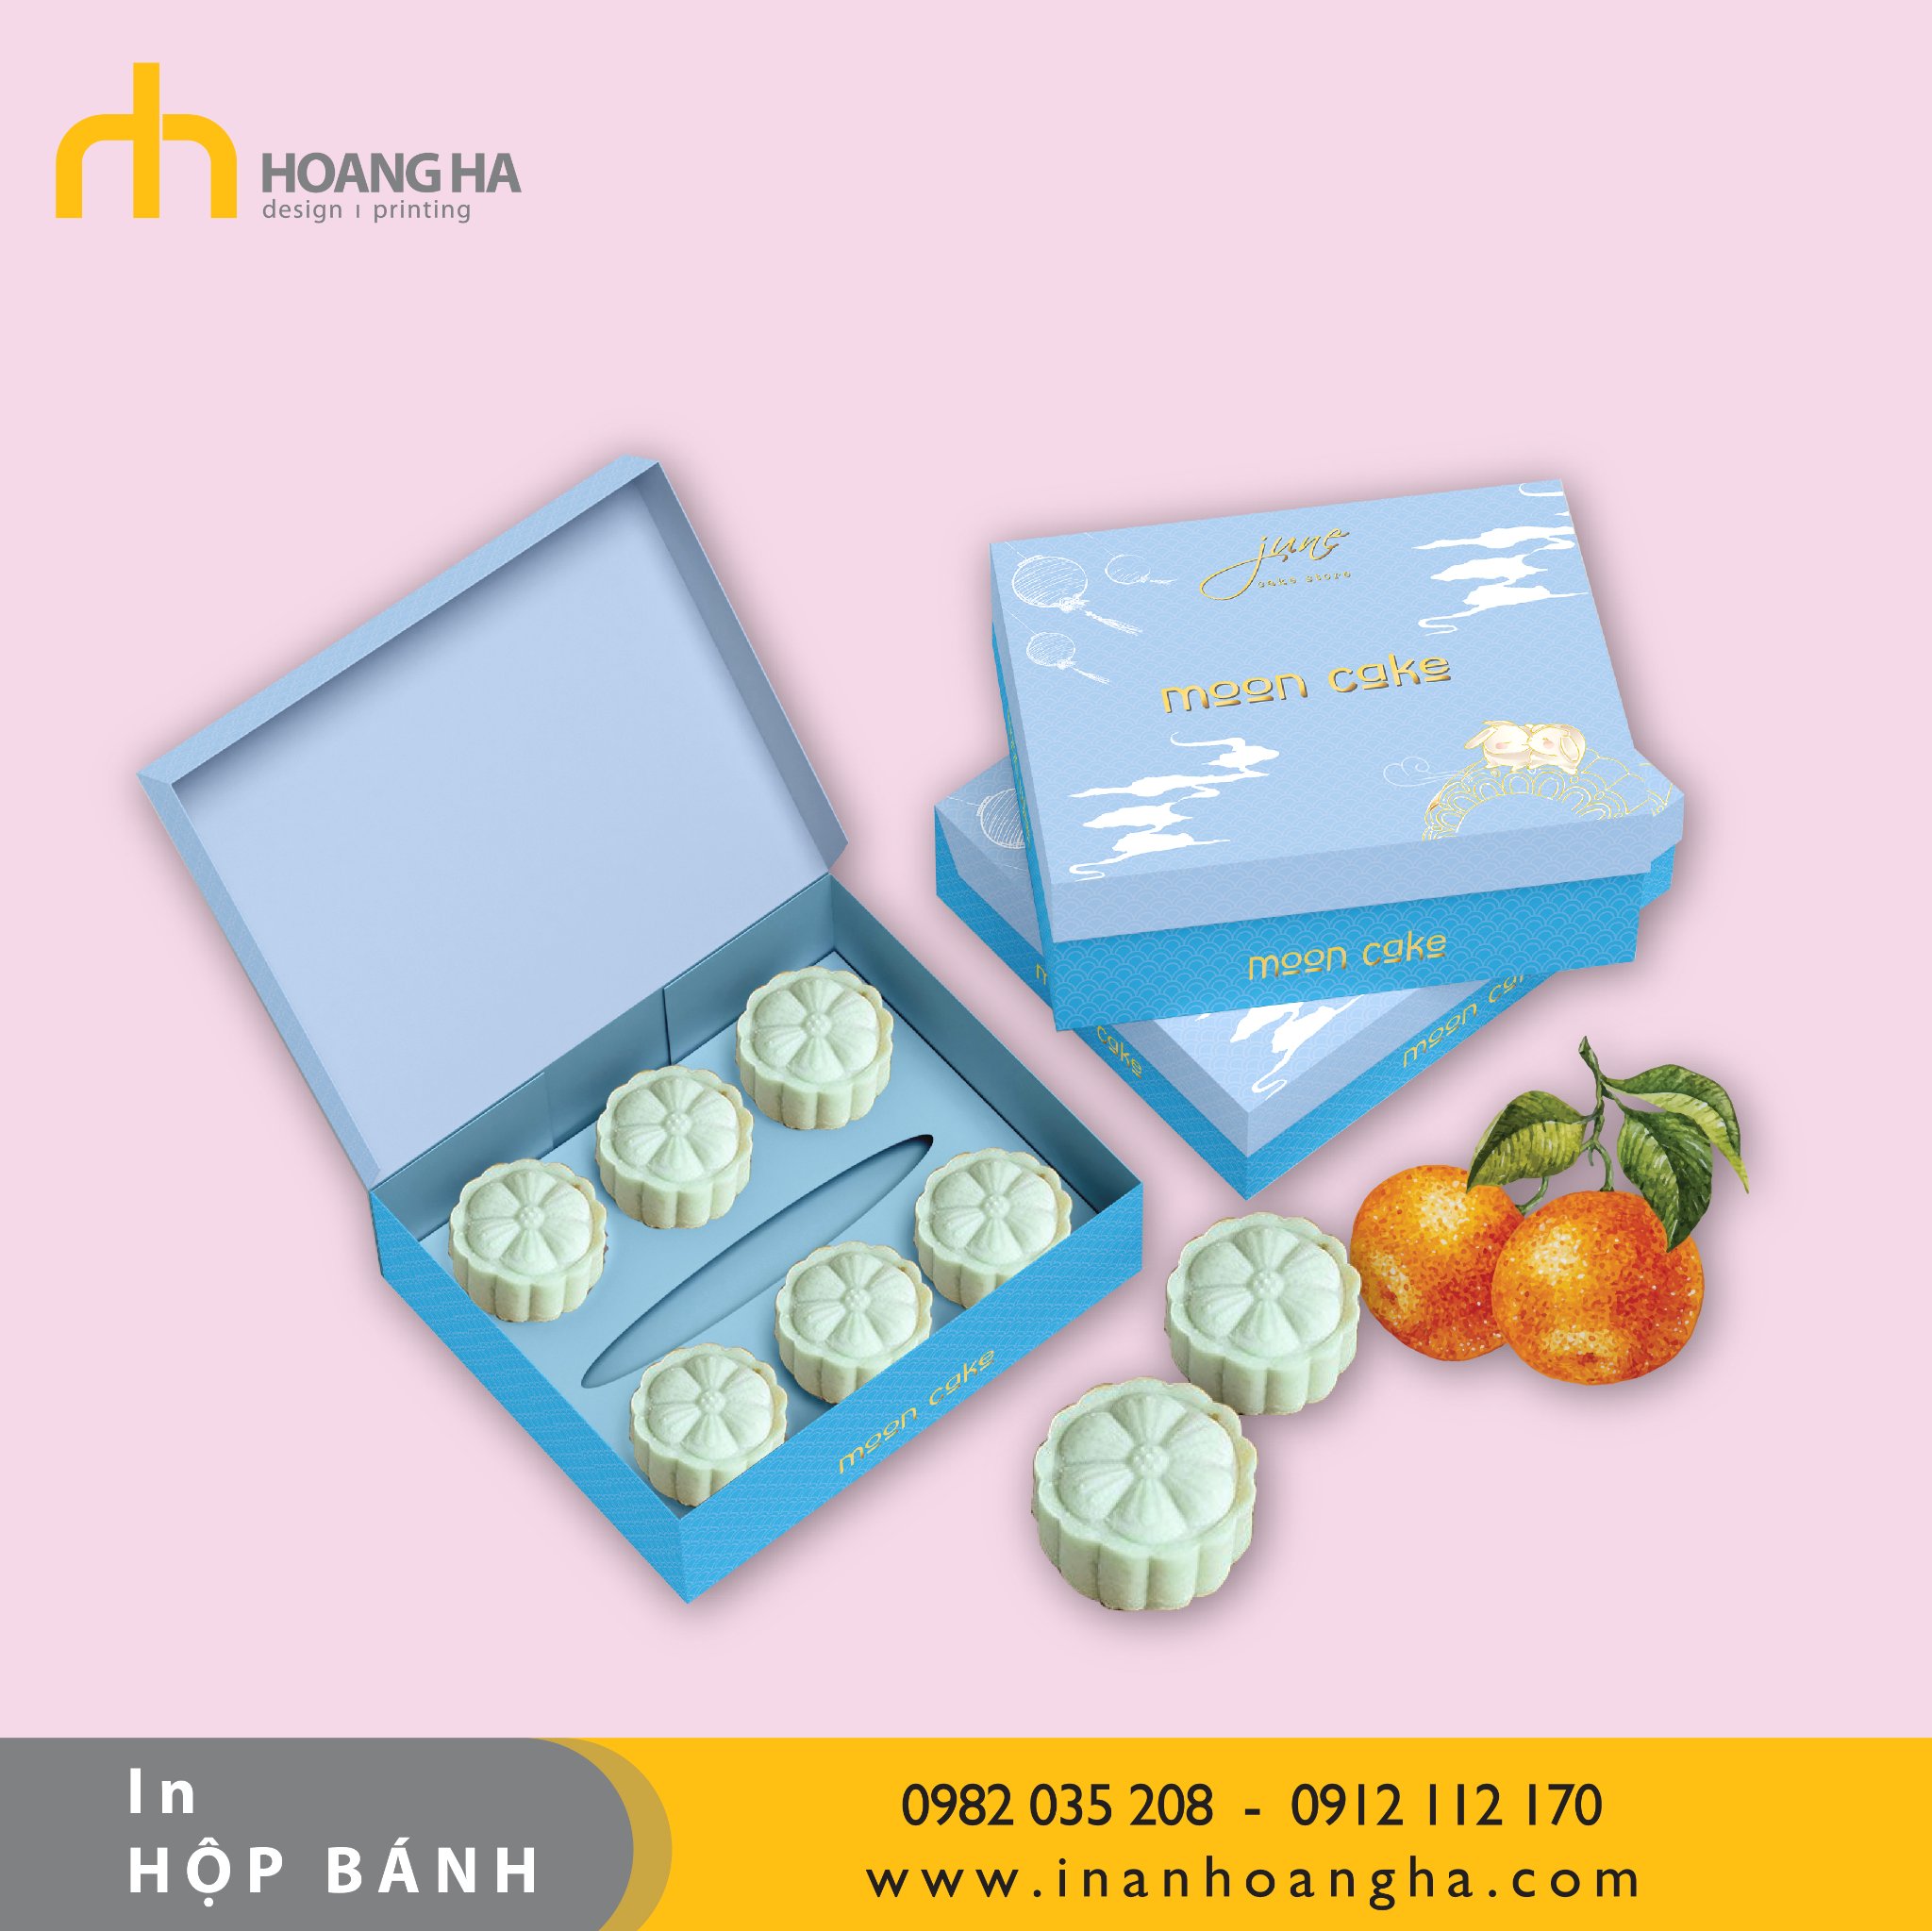 HOANG HA
design | printing
june
cake store
moon cake
moon cake
cake
moon
moon cake
In
HỘP BÁNH
0982 035 208 - 0912 112 170
www.inanhoangha.com